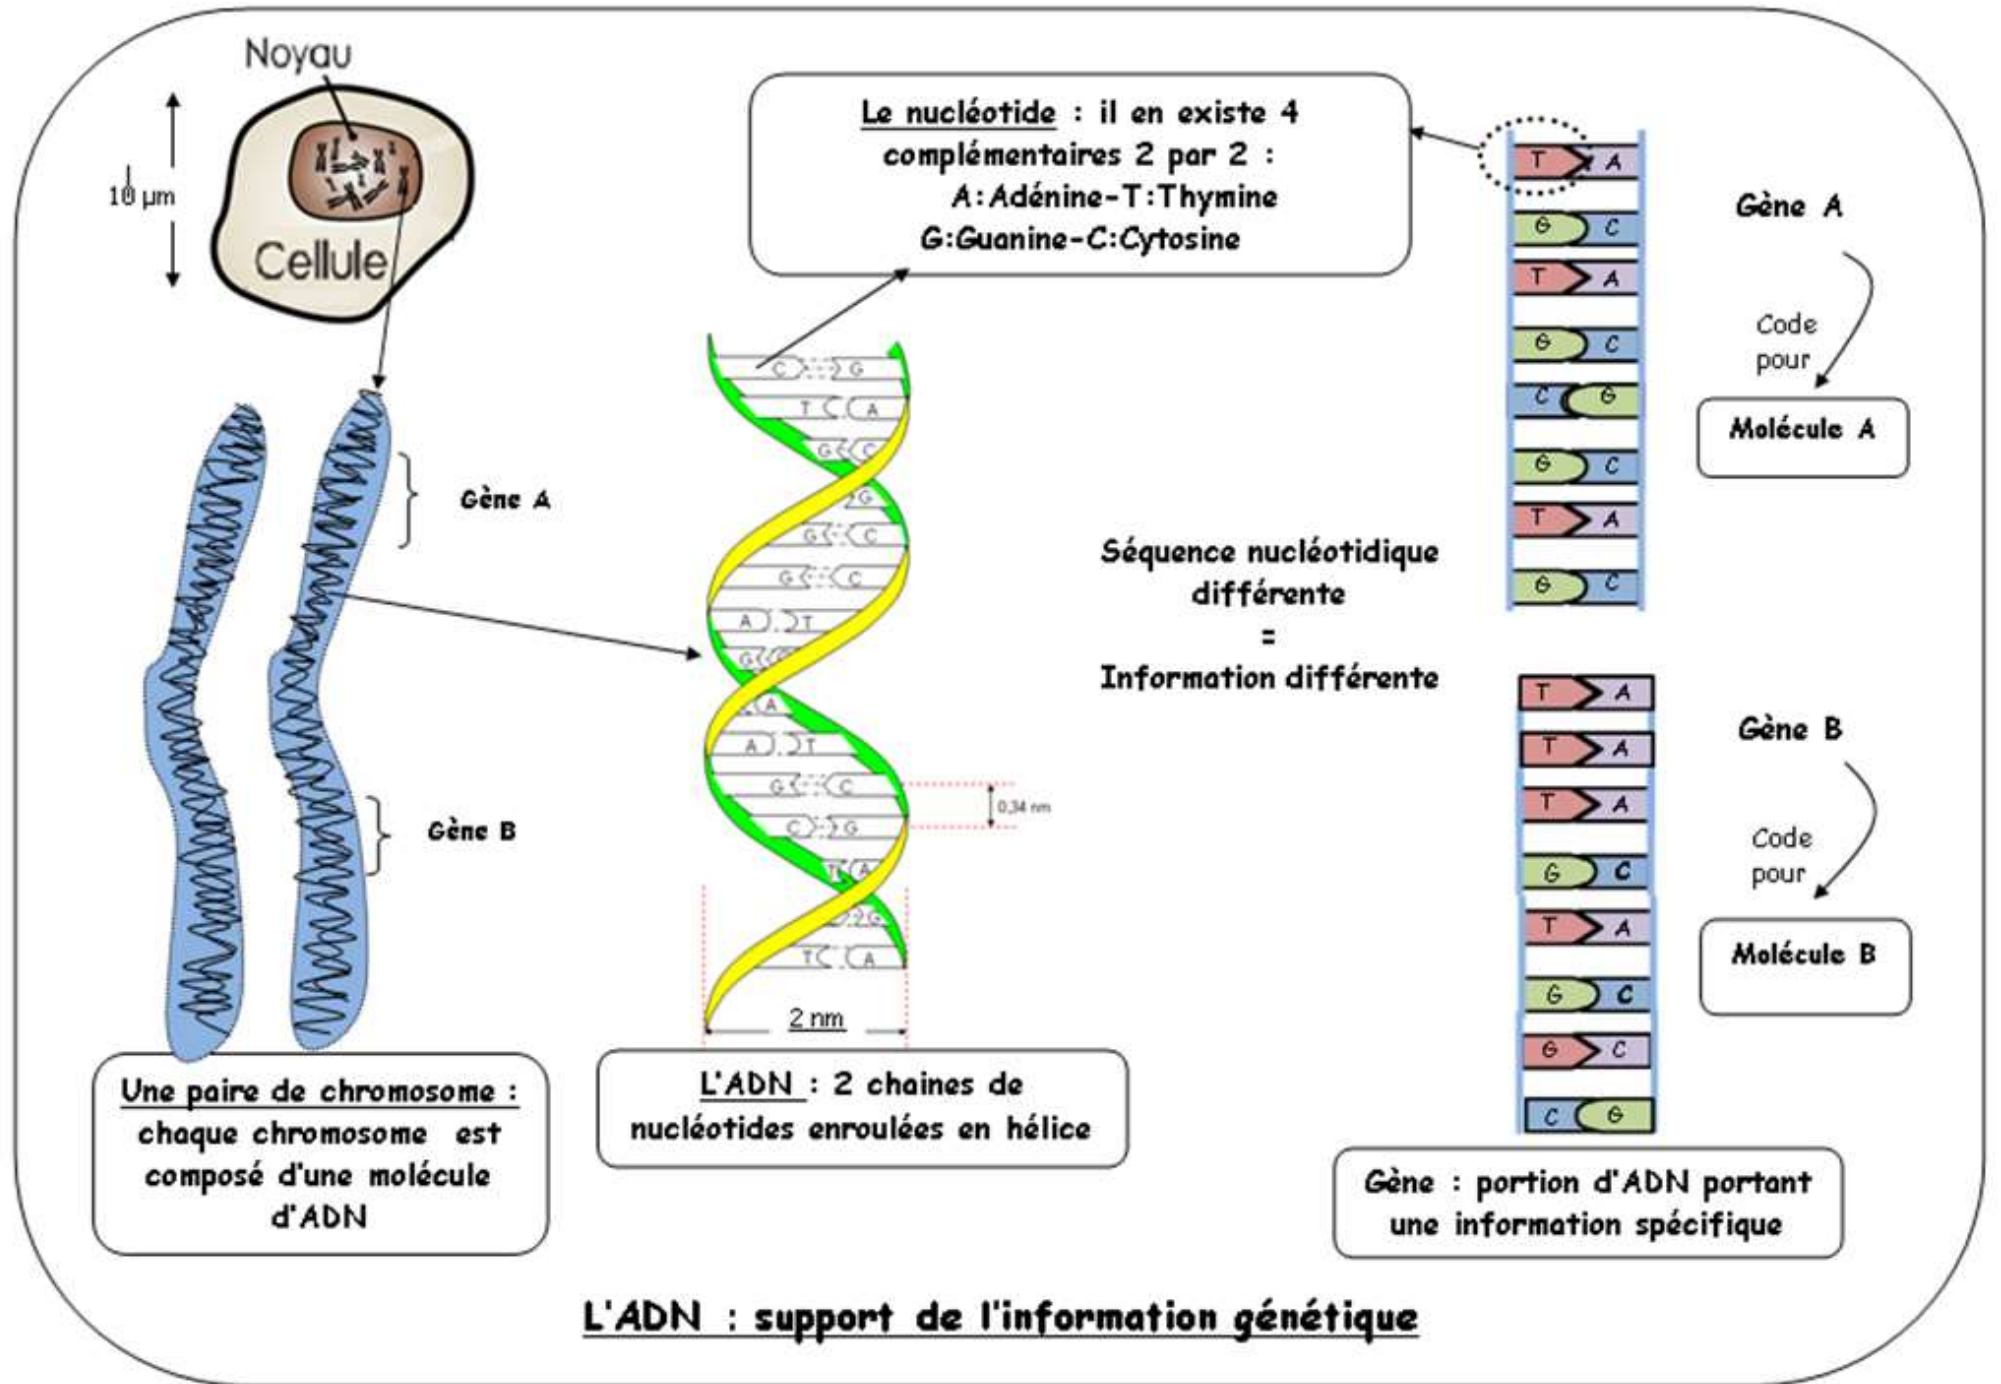 Noyau
10 µm
Cellule
Le nucléotide : il en existe 4
complémentaires 2 par 2 :
A:Adénine-T:Thymine
G:Guanine-C:Cytosine
T A
G C
T A
G C
C G
G C
T A
G C
Gène A
Code
pour
Molécule A
Gène A
Gène B
C G
T A
G C
G
G C
G C
A T
G
A
A T
G C
C G
T A
G
T A
0,34 nm
2 nm
Séquence nucléotidique
différente
=
Information différente
T A
T A
T A
G C
T A
G C
G C
C G
Gène B
Code
pour
Molécule B
Une paire de chromosome :
chaque chromosome est
composé d'une molécule
d'ADN
L'ADN : 2 chaines de
nucléotides enroulées en hélice
Gène : portion d'ADN portant
une information spécifique
L'ADN : support de l'information génétique